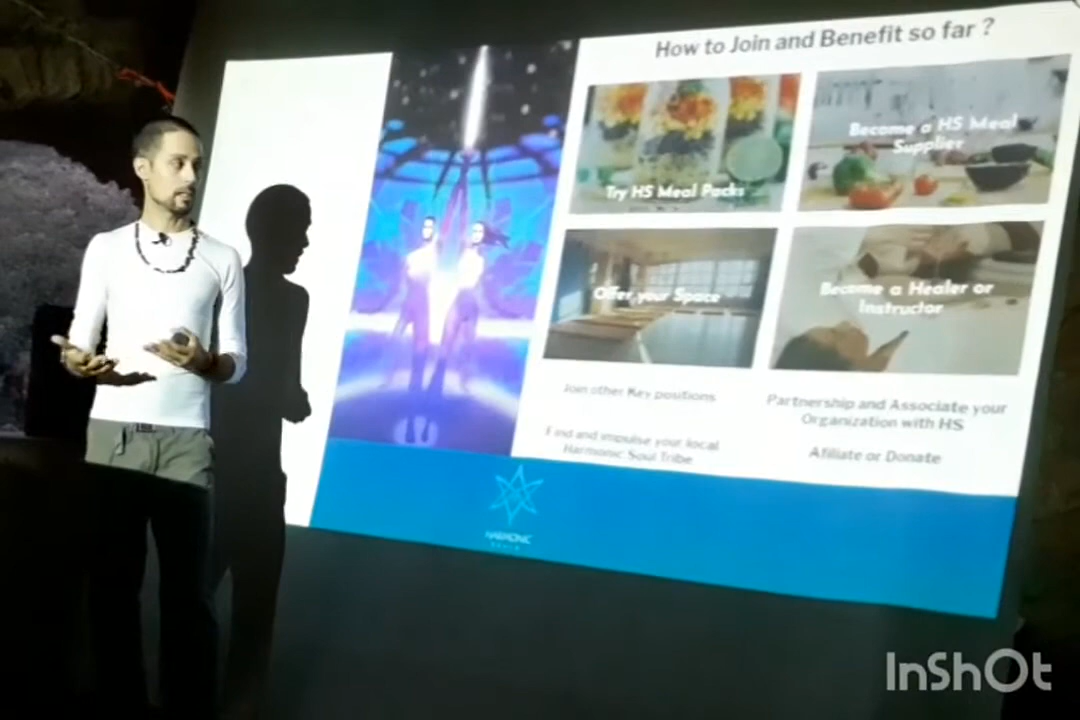 How to Join and Benefit so far ?
Try HS Meal Packs
Become a HS Meal
Supplier
Offer your Space
Become a Healer or
Instructor
Join other Key positions
Find and impulse your local
Harmonic Soul Tribe
Partnership and Associate your
Organization with HS
Afiliate or Donate
HARMONIC
InShOt